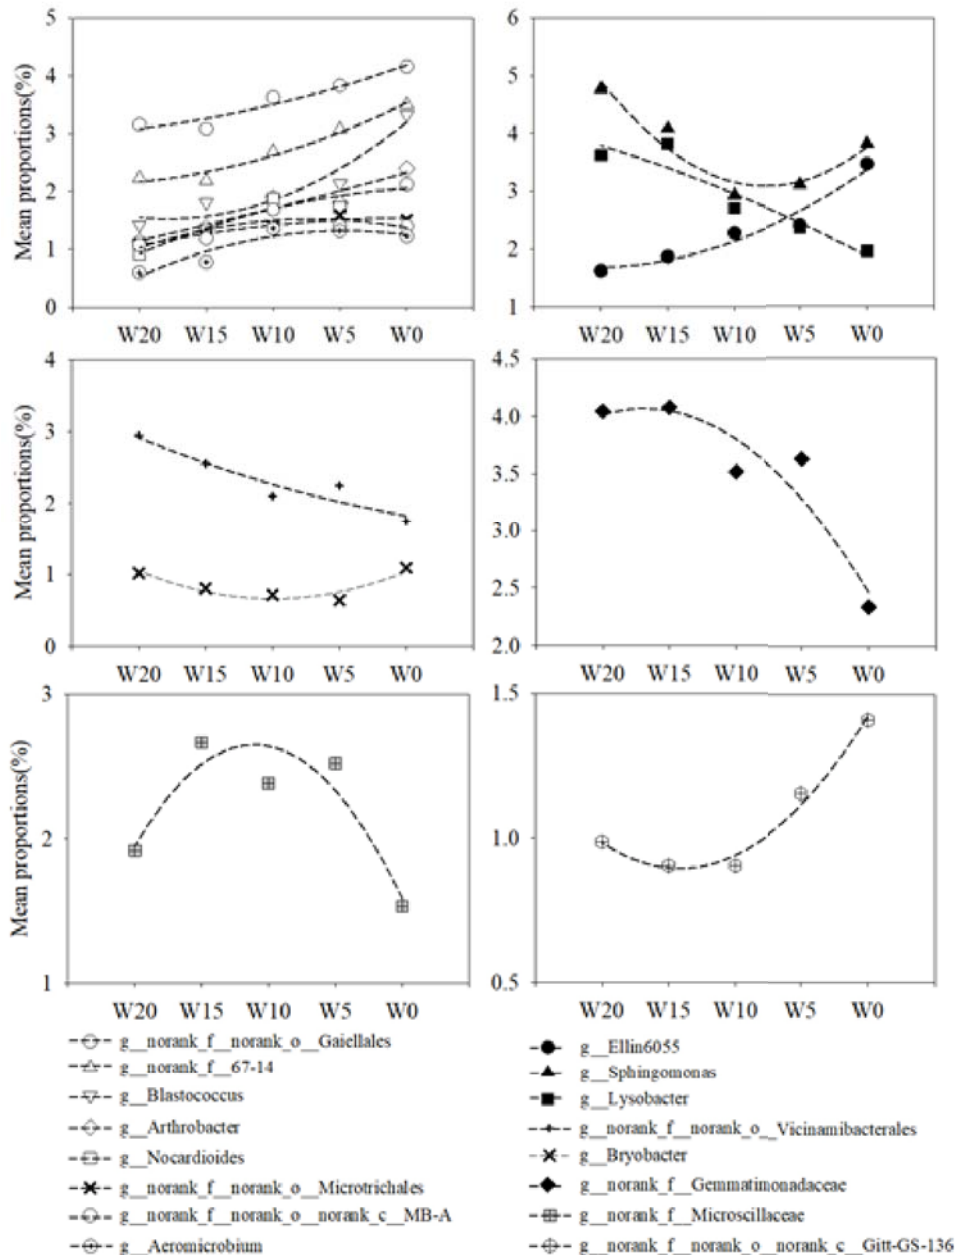 5
4
3
2
1
0
Mean proportions(%)
W20 W15 W10 W5 W0
6
5
4
3
2
1
W20 W15 W10 W5 W0
4
3
2
1
0
Mean proportions(%)
W20 W15 W10 W5 W0
4.5
4.0
3.5
3.0
2.5
2.0
W20 W15 W10 W5 W0
3
2
1
Mean proportions(%)
W20 W15 W10 W5 W0
1.5
1.0
0.5
W20 W15 W10 W5 W0
g__norank_f__norank_o__Gaiellales
g__norank_f__67-14
g__Blastococcus
g__Arthrobacter
g__Nocardioides
g__norank_f__norank_o__Microtrichales
g__norank_f__norank_o__norank_c__MB-A
g__Aeromicrobium
g__Ellin6055
g__Sphingomonas
g__Lysobacter
g__norank_f__norank_o__Vicinamibacterales
g__Bryobacter
g__norank_f__Gemmatimonadaceae
g__norank_f__Microscillaceae
g__norank_f__norank_o__norank_c__Gitt-GS-136